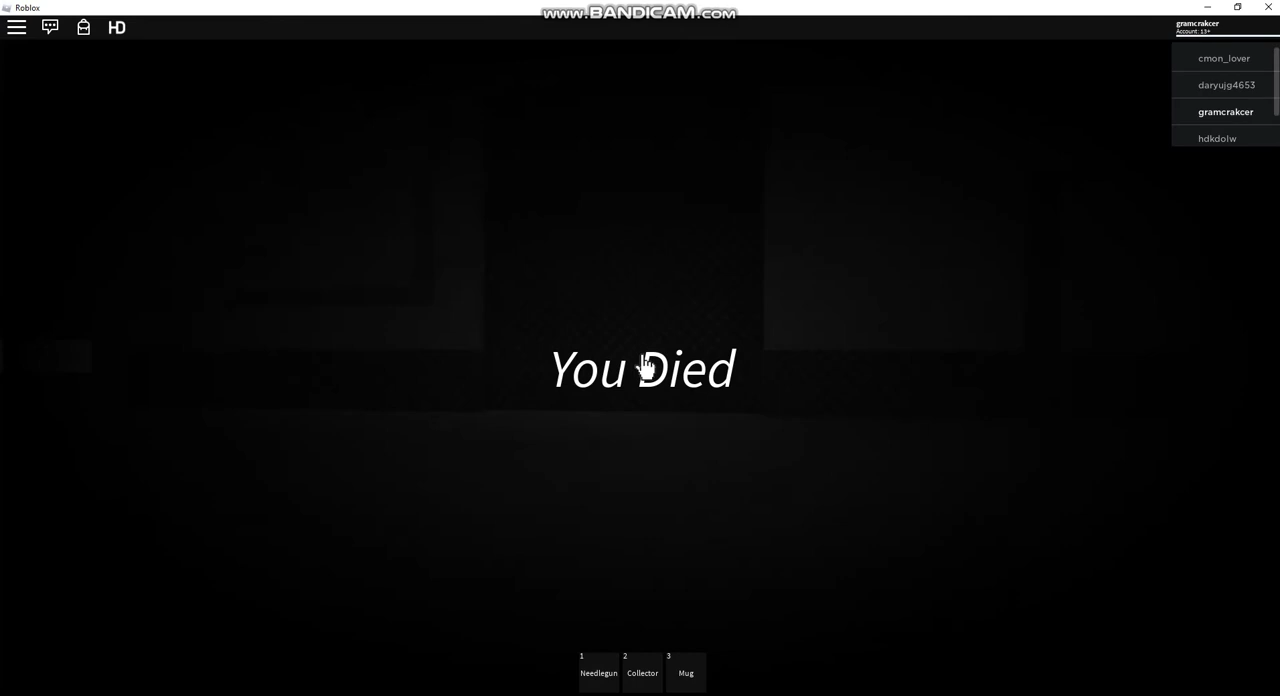 Roblox
www.BANDICAM.com
HD
gramcrakcer
Account: 13+
cmon_lover
daryujg4653
gramcrakcer
hdkdolw
You Died
1
2
3
Needlegun
Collector
Mug